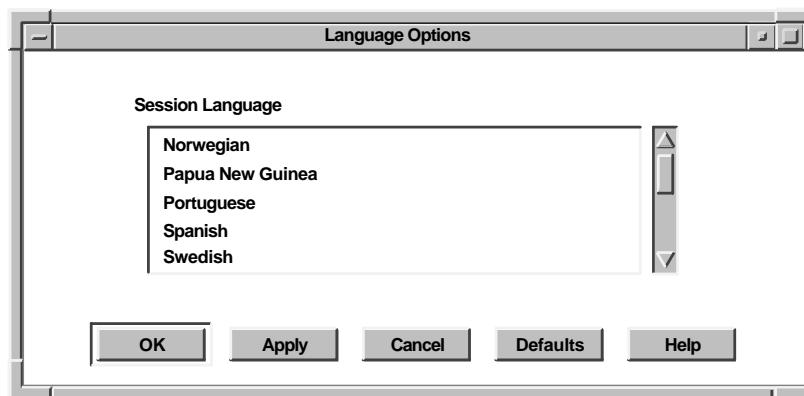 Language Options
Session Language
Norwegian
Papua New Guinea
Portuguese
Spanish
Swedish
OK Apply Cancel Defaults Help